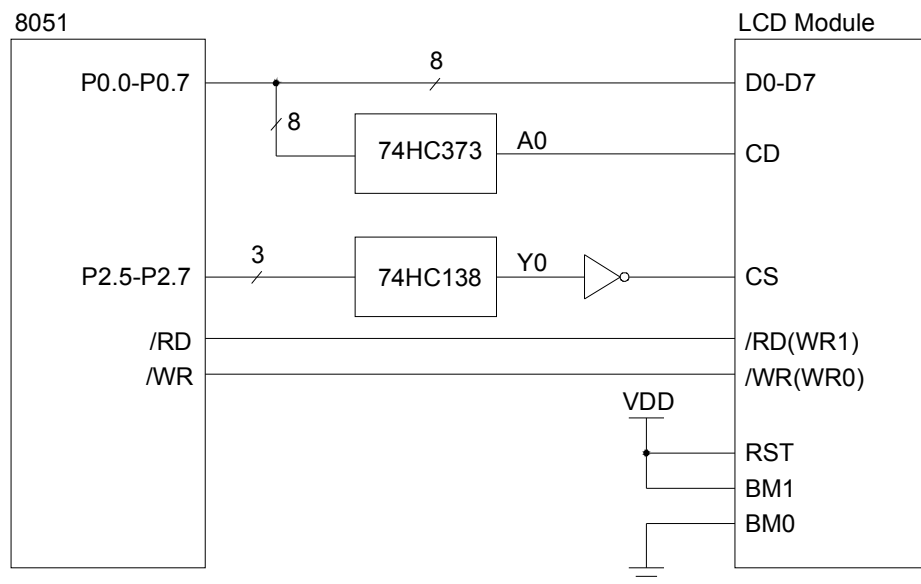 8051
LCD Module
P0.0-P0.7
8
D0-D7
8
74HC373
A0
CD
P2.5-P2.7
3
74HC138
Y0
CS
/RD
/RD(WR1)
/WR
/WR(WR0)
VDD
RST
BM1
BM0